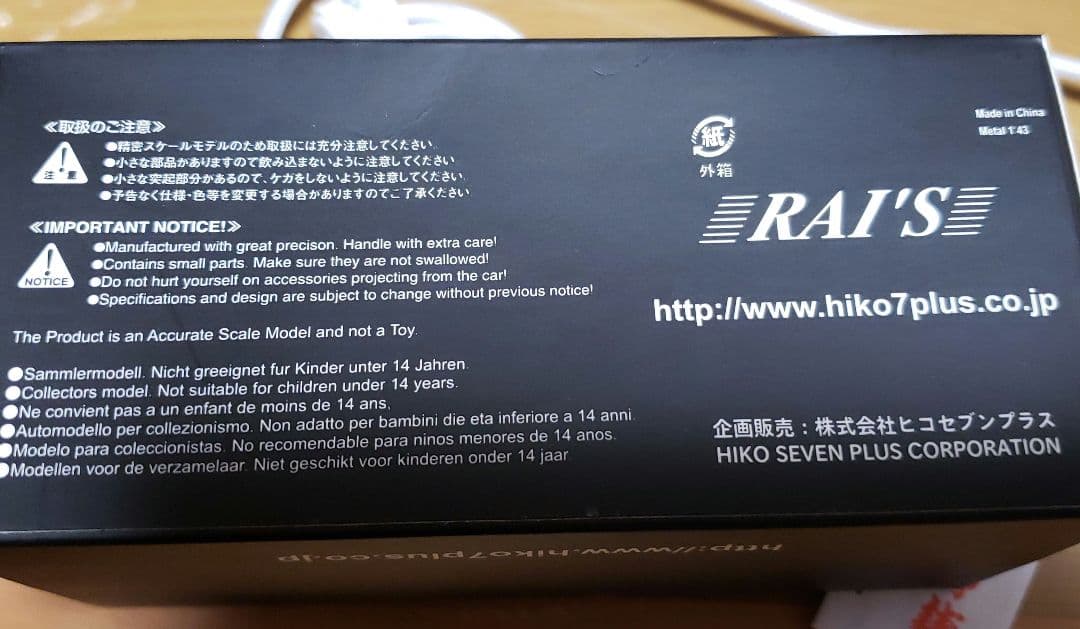 ≪取扱のご注意≫
注意
●精密スケールモデルのため取扱には充分注意してください.
●小さな部品がありますので飲み込まないように注意してください.
●小さな突起部分があるので、ケガをしないように注意してください.
●予告なく仕様・色等を変更する場合がありますのでご了承ください.
≪IMPORTANT NOTICE!≫
NOTICE
●Manufactured with great precison. Handle with extra care!
●Contains small parts. Make sure they are not swallowed!
●Do not hurt yourself on accessories projecting from the car!
●Specifications and design are subject to change without previous notice!
The Product is an Accurate Scale Model and not a Toy.
●Sammlermodell. Nicht greeignet fur Kinder unter 14 Jahren.
●Collectors model. Not suitable for children under 14 years.
●Ne convient pas a un enfant de moins de 14 ans,
●Automodello per collezionismo. Non adatto per bambini die eta inferiore a 14 anni.
●Modelo para coleccionistas. No recomendable para ninos menores de 14 anos.
●Modellen voor de verzamelaar. Niet geschikt voor kinderen onder 14 jaar.
紙
外箱
Made in China
Metal 1:43
RAI'S
http://www.hiko7plus.co.jp
企画販売：株式会社ヒコセブンプラス
HIKO SEVEN PLUS CORPORATION
http://www.hiko7plus.co.jp